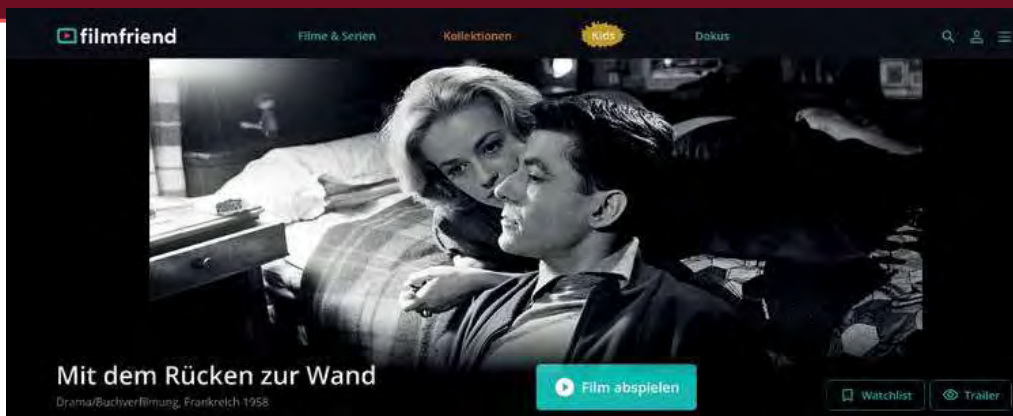 filmfriend
Filme & Serien
Kollektionen
Kids
Dokus
Mit dem Rücken zur Wand
Drama/Buchverfilmung, Frankreich 1958
Film abspielen
Watchlist
Trailer